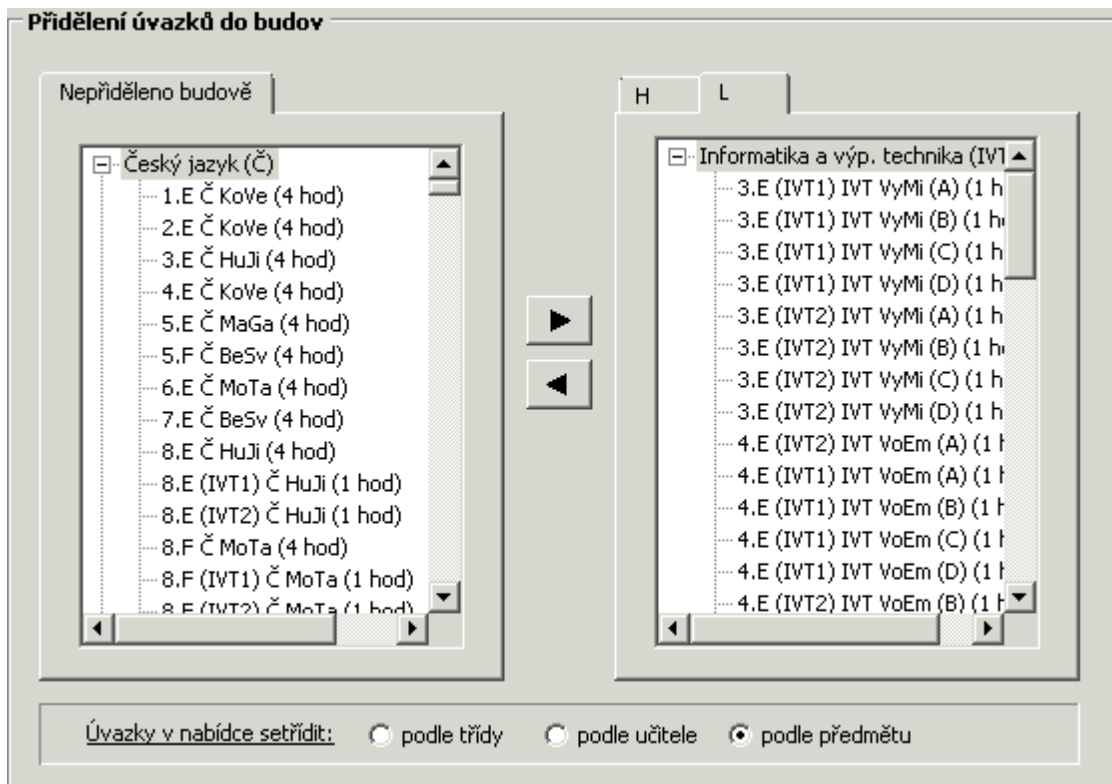 Přidělení úvazků do budov
Nepřiděleno budově
Český jazyk (Č)
1.E Č KoVe (4 hod)
2.E Č KoVe (4 hod)
3.E Č HuJi (4 hod)
4.E Č KoVe (4 hod)
5.E Č MaGa (4 hod)
5.F Č BeSv (4 hod)
6.E Č MoTa (4 hod)
7.E Č BeSv (4 hod)
8.E Č HuJi (4 hod)
8.E (IVT1) Č HuJi (1 hod)
8.E (IVT2) Č HuJi (1 hod)
8.F Č MoTa (4 hod)
8.F (IVT1) Č MoTa (1 hod)
8.F (IVT2) Č MoTa (1 hod)
H L
Informatika a výp. technika (IVT
3.E (IVT1) IVT VyMi (A) (1 h
3.E (IVT1) IVT VyMi (B) (1 h
3.E (IVT1) IVT VyMi (C) (1 h
3.E (IVT1) IVT VyMi (D) (1 h
3.E (IVT2) IVT VyMi (A) (1 h
3.E (IVT2) IVT VyMi (B) (1 h
3.E (IVT2) IVT VyMi (C) (1 h
3.E (IVT2) IVT VyMi (D) (1 h
4.E (IVT2) IVT VoEm (A) (1 h
4.E (IVT1) IVT VoEm (A) (1 h
4.E (IVT1) IVT VoEm (B) (1 h
4.E (IVT1) IVT VoEm (C) (1 h
4.E (IVT1) IVT VoEm (D) (1 h
4.E (IVT2) IVT VoEm (B) (1 h
Úvazky v nabídce setřídit: podle třídy podle učitele podle předmětu